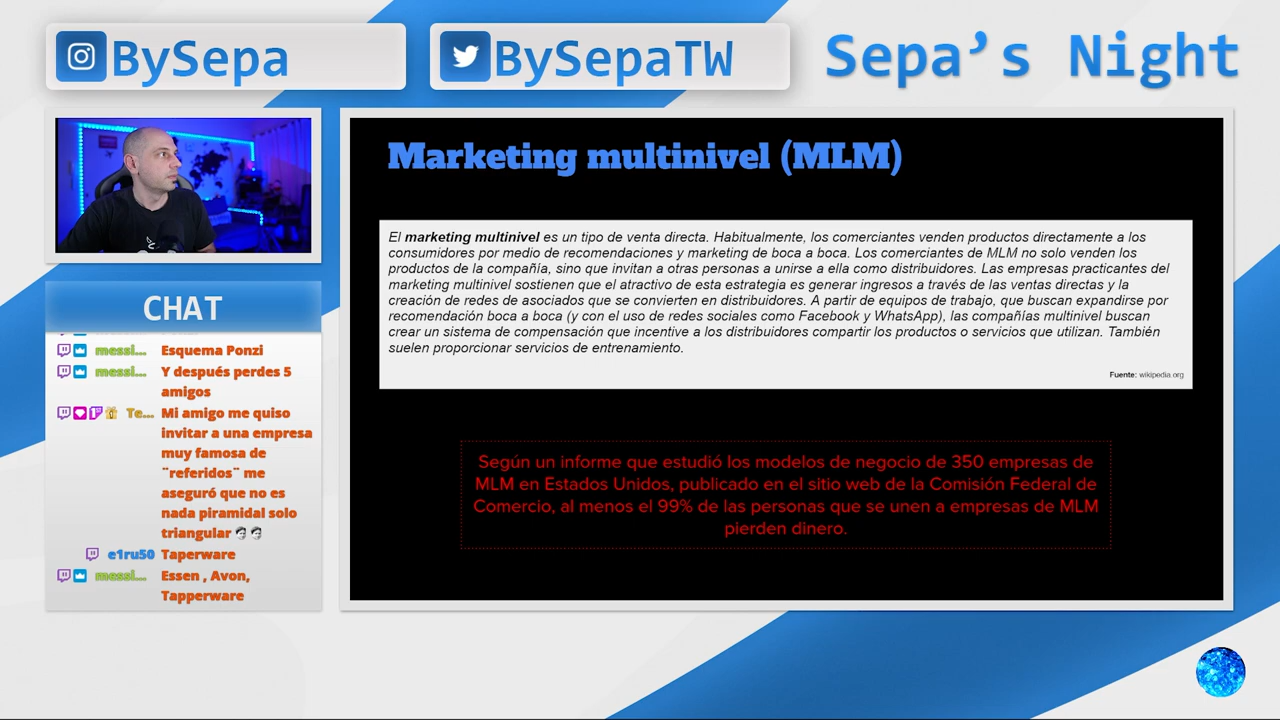 BySepa
BySepaTW
Sepa's Night
Marketing multinivel (MLM)
El marketing multinivel es un tipo de venta directa. Habitualmente, los comerciantes venden productos directamente a los
consumidores por medio de recomendaciones y marketing de boca a boca. Los comerciantes de MLM no solo venden los
productos de la compañía, sino que invitan a otras personas a unirse a ella como distribuidores. Las empresas practicantes del
marketing multinivel sostienen que el atractivo de esta estrategia es generar ingresos a través de las ventas directas y la
creación de redes de asociados que se convierten en distribuidores. A partir de equipos de trabajo, que buscan expandirse por
recomendación boca a boca (y con el uso de redes sociales como Facebook y WhatsApp), las compañías multinivel buscan
crear un sistema de compensación que incentive a los distribuidores compartir los productos o servicios que utilizan. También
suelen proporcionar servicios de entrenamiento.
Fuente: wikipedia.org
Según un informe que estudió los modelos de negocio de 350 empresas de
MLM en Estados Unidos, publicado en el sitio web de la Comisión Federal de
Comercio, al menos el 99% de las personas que se unen a empresas de MLM
pierden dinero.
CHAT
messi... Esquema Ponzi
messi... Y después perdes 5
amigos
Te... Mi amigo me quiso
invitar a una empresa
muy famosa de
¨referidos¨ me
aseguró que no es
nada piramidal solo
triangular
e1ru50 Taperware
messi... Essen , Avon,
Tapperware